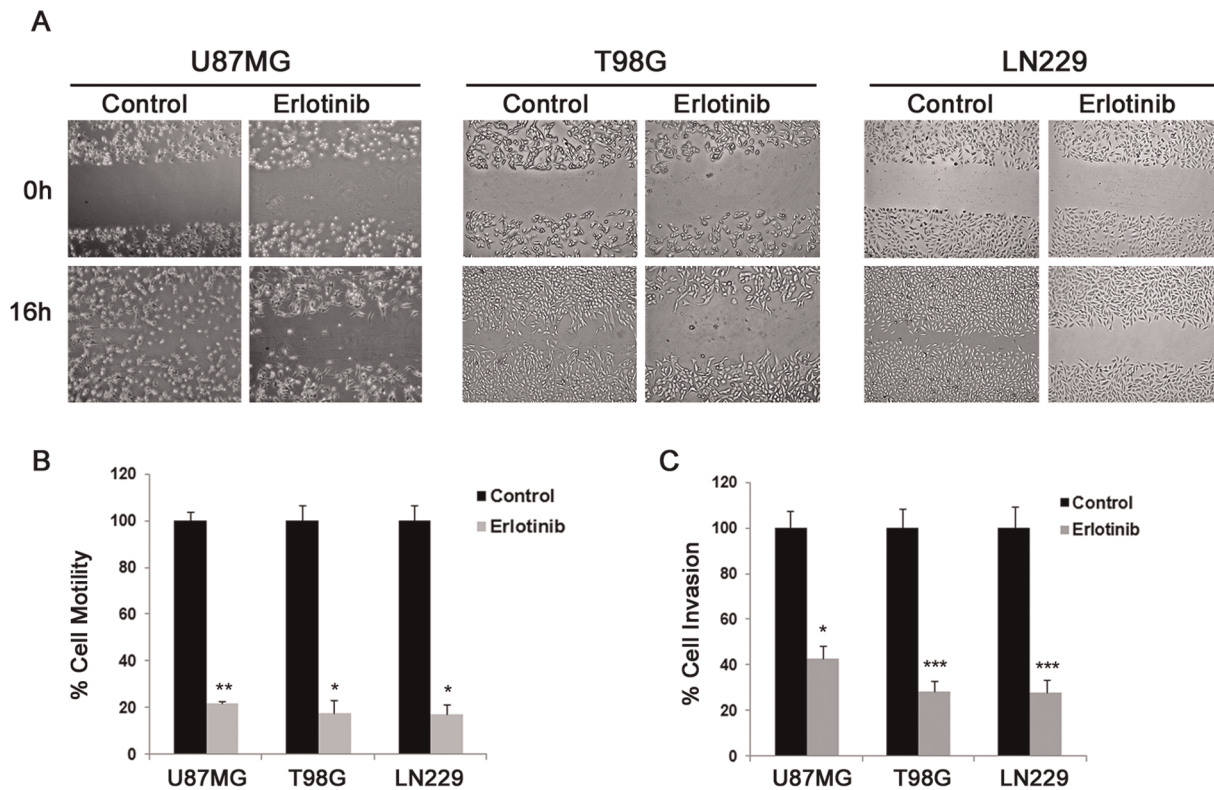 A
U87MG
T98G
LN229
Control
Erlotinib
Control
Erlotinib
Control
Erlotinib
0h
16h
B
% Cell Motility
120
100
80
60
40
20
0
**
*
*
U87MG
T98G
LN229
Control
Erlotinib
C
% Cell Invasion
120
100
80
60
40
20
0
*
***
***
U87MG
T98G
LN229
Control
Erlotinib